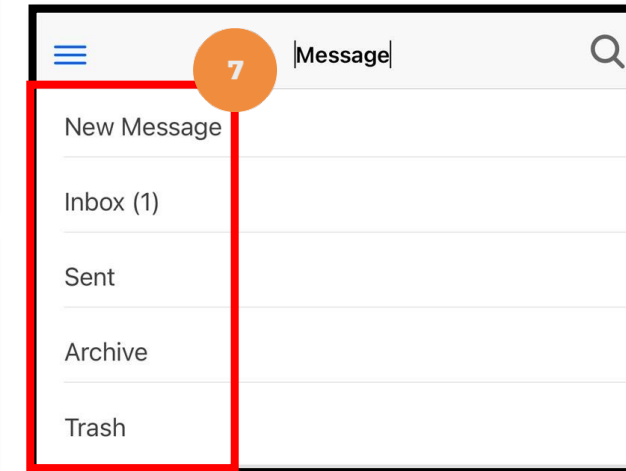 7
Message
New Message
Inbox (1)
Sent
Archive
Trash